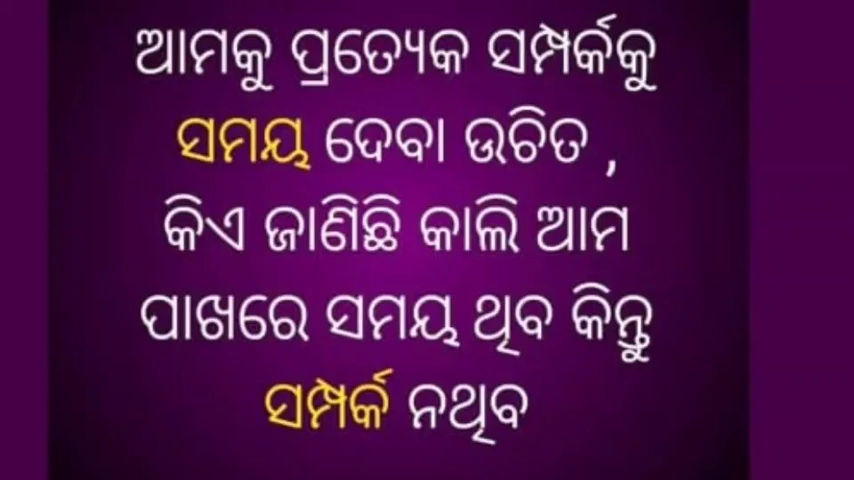 ଆମକୁ ପ୍ରତ୍ୟେକ ସମ୍ପର୍କକୁ
ସମୟ ଦେବା ଉଚିତ ,
କିଏ ଜାଣିଛି କାଲି ଆମ
ପାଖରେ ସମୟ ଥିବ କିନ୍ତୁ
ସମ୍ପର୍କ ନଥିବ